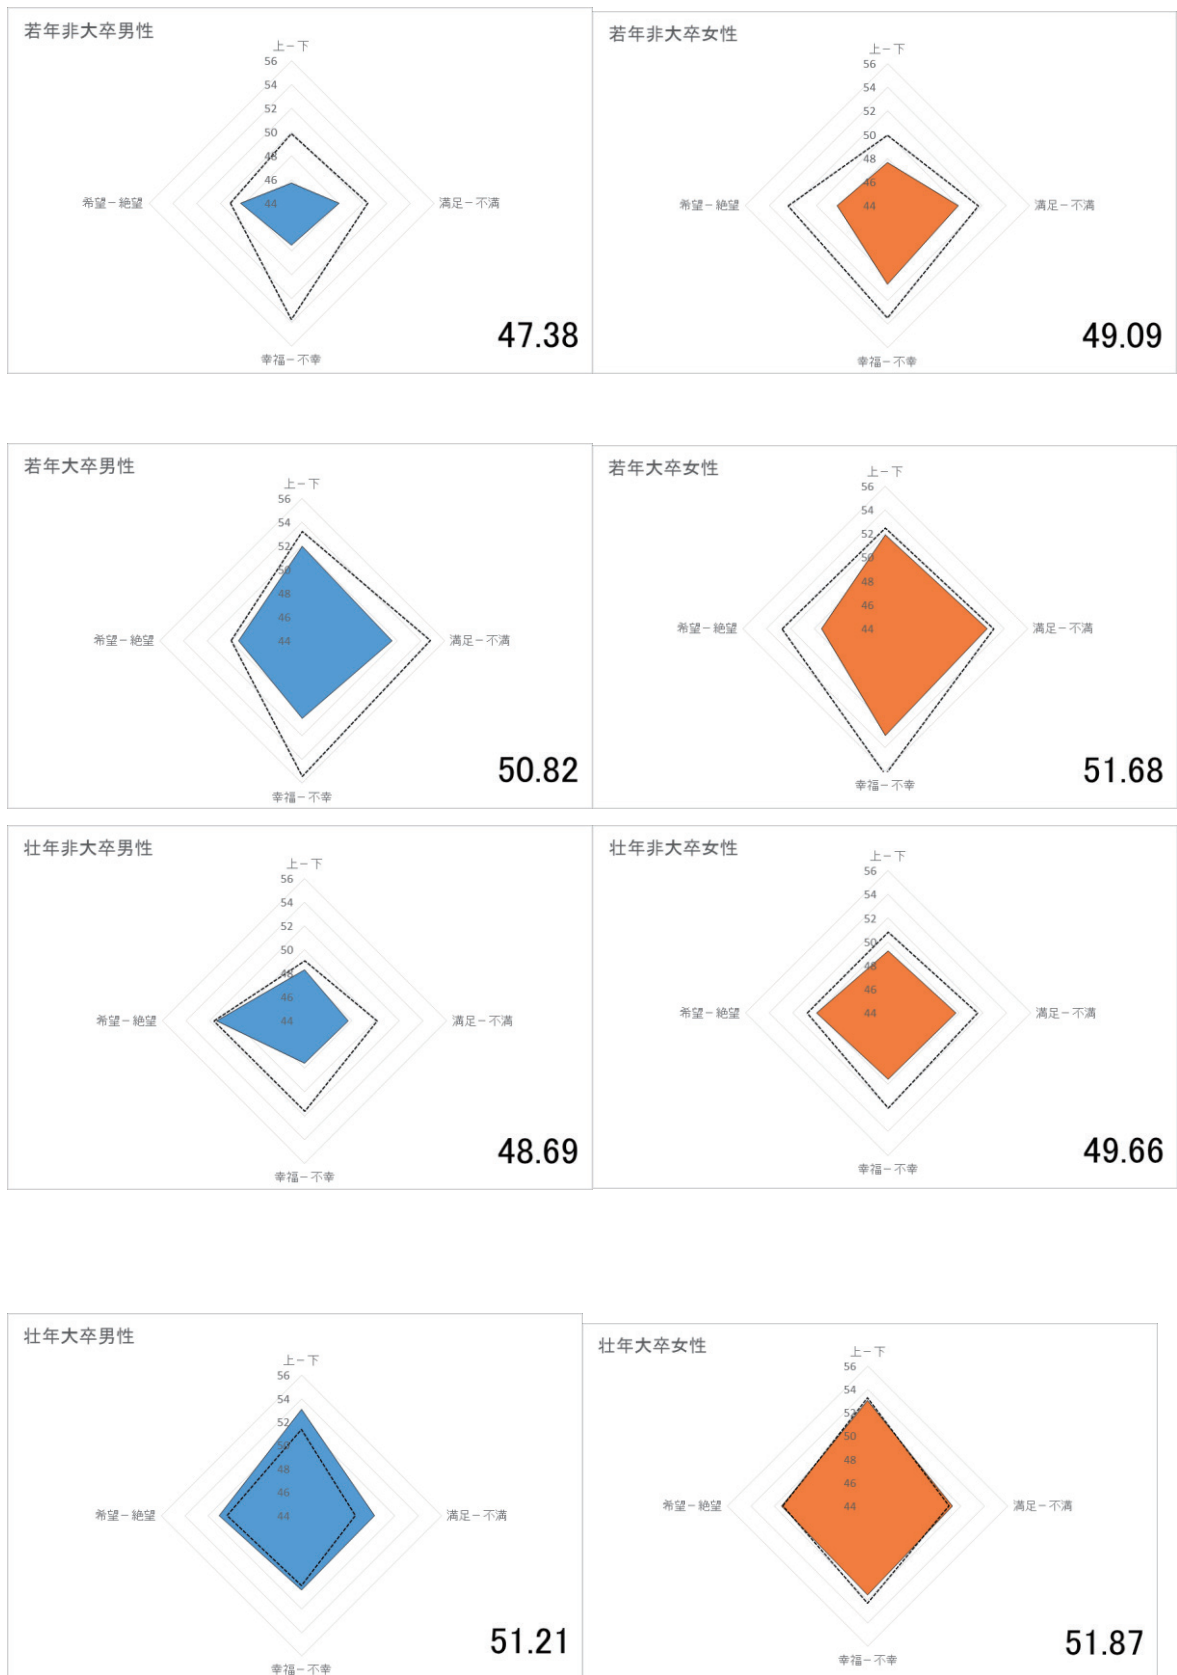 若年非大卒男性
上－下
56
54
52
50
48
46
44
希望－絶望
満足－不満
幸福－不幸
47.38
若年非大卒女性
上－下
56
54
52
50
48
46
44
希望－絶望
満足－不満
幸福－不幸
49.09
若年大卒男性
上－下
56
54
52
50
48
46
44
希望－絶望
満足－不満
幸福－不幸
50.82
若年大卒女性
上－下
56
54
52
50
48
46
44
希望－絶望
満足－不満
幸福－不幸
51.68
壮年非大卒男性
上－下
56
54
52
50
48
46
44
希望－絶望
満足－不満
幸福－不幸
48.69
壮年非大卒女性
上－下
56
54
52
50
48
46
44
希望－絶望
満足－不満
幸福－不幸
49.66
壮年大卒男性
上－下
56
54
52
50
48
46
44
希望－絶望
満足－不満
幸福－不幸
51.21
壮年大卒女性
上－下
56
54
52
50
48
46
44
希望－絶望
満足－不満
幸福－不幸
51.87